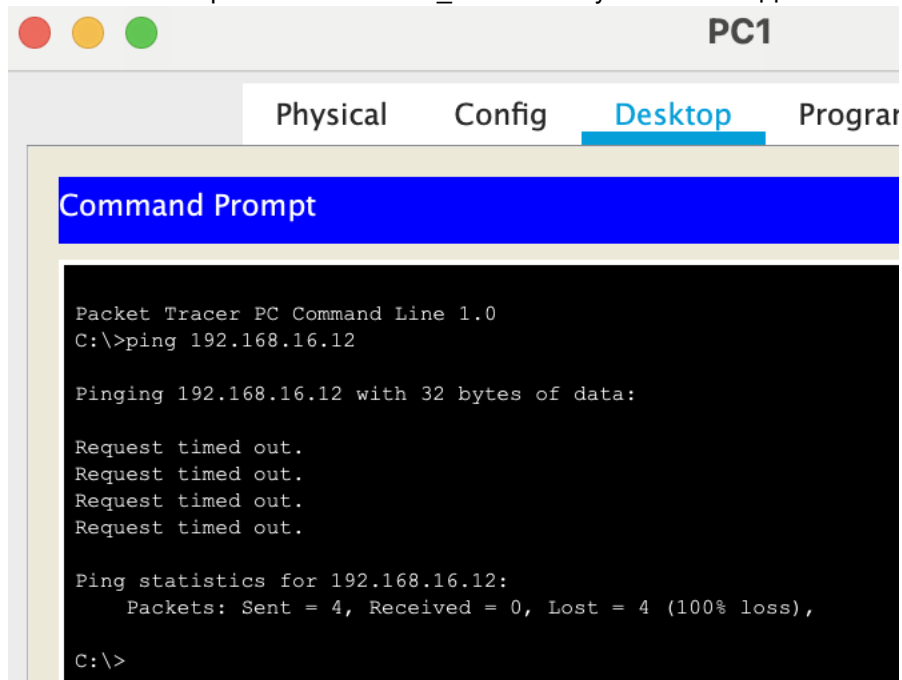 PC1
Physical Config Desktop
Command Prompt
Packet Tracer PC Command Line 1.0
C:\>ping 192.168.16.12
Pinging 192.168.16.12 with 32 bytes of data:
Request timed out.
Request timed out.
Request timed out.
Request timed out.
Ping statistics for 192.168.16.12:
Packets: Sent = 4, Received = 0, Lost = 4 (100% loss),
C:\>